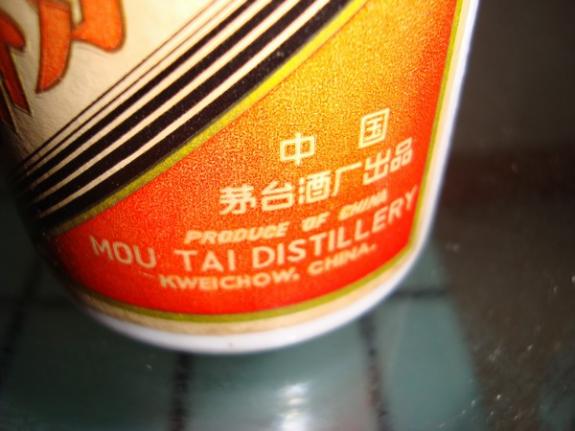 中国
茅台酒厂出品
PRODUCE OF CHINA
MOU TAI DISTILLERY
KWEICHOW, CHINA.